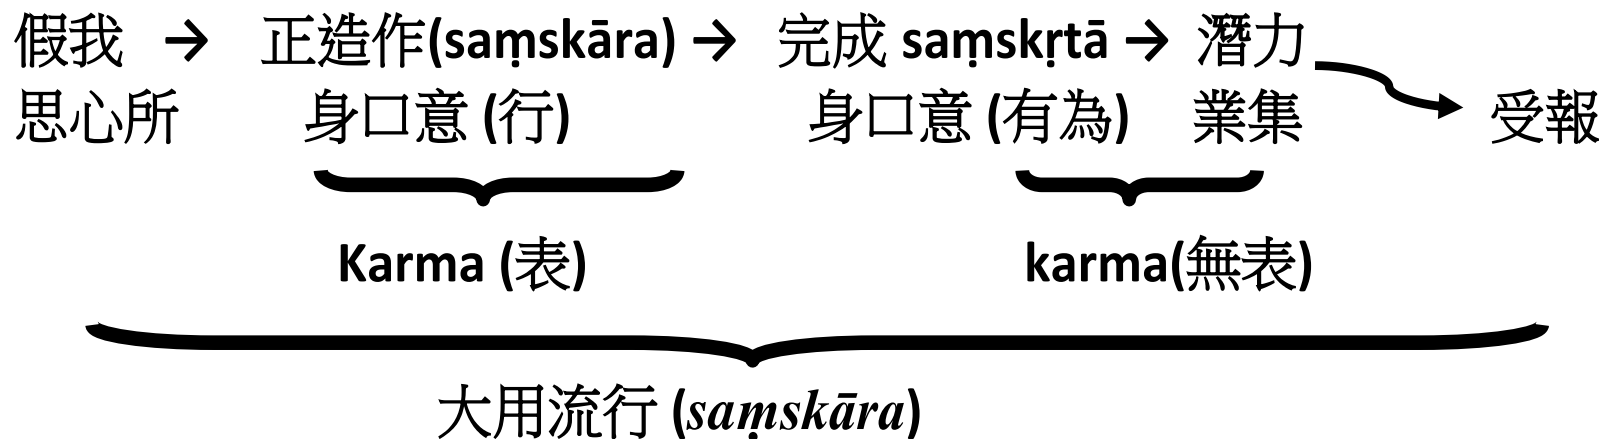 假我 → 正造作(saṃskāra) → 完成 saṃskṛtā → 潛力
思心所 身口意 (行) 身口意 (有為) 業集 受報
Karma (表) karma(無表)
大用流行 (saṃskāra)